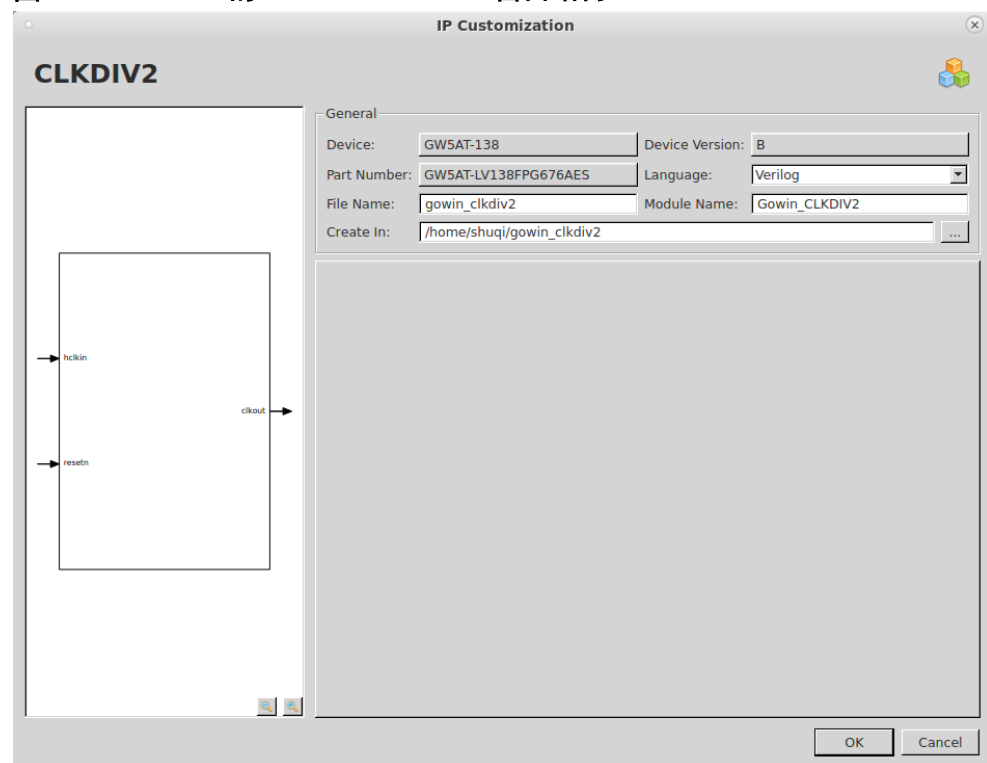 IP Customization
CLKDIV2
General
Device: GW5AT-138 Device Version: B
Part Number: GW5AT-LV138FPG676AES Language: Verilog
File Name: gowin_clkdiv2 Module Name: Gowin_CLKDIV2
Create In: /home/shuqi/gowin_clkdiv2 ...
hclkin
clkout
resetn
OK Cancel